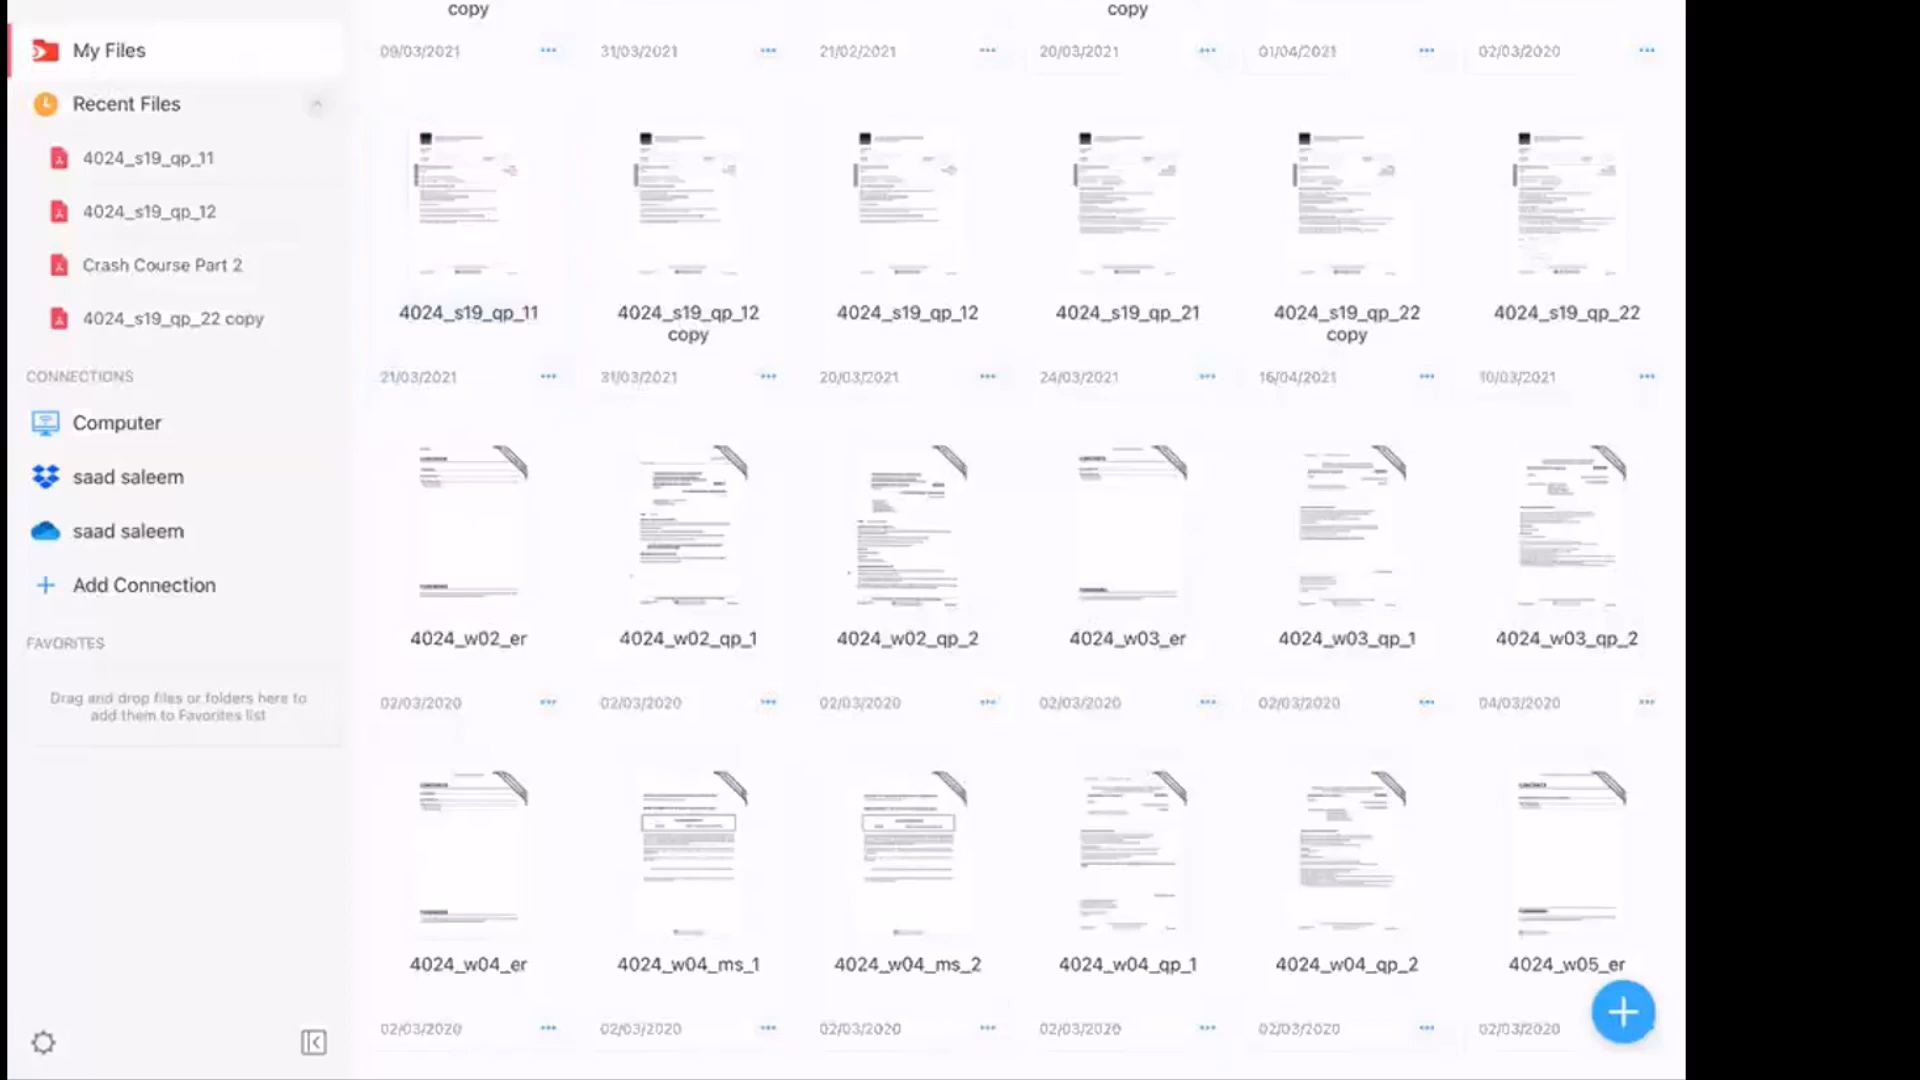 My Files
Recent Files
4024_s19_qp_11
4024_s19_qp_12
Crash Course Part 2
4024_s19_qp_22 copy
CONNECTIONS
Computer
saad saleem
saad saleem
Add Connection
FAVORITES
Drag and drop files or folders here to
add them to Favorites list
copy copy
09/03/2021 31/03/2021 21/02/2021 20/03/2021 01/04/2021 02/03/2020
4024_s19_qp_11 4024_s19_qp_12 4024_s19_qp_12 4024_s19_qp_21 4024_s19_qp_22 4024_s19_qp_22
copy copy
21/03/2021 31/03/2021 20/03/2021 24/03/2021 16/04/2021 10/03/2021
4024_w02_er 4024_w02_qp_1 4024_w02_qp_2 4024_w03_er 4024_w03_qp_1 4024_w03_qp_2
02/03/2020 02/03/2020 02/03/2020 02/03/2020 02/03/2020 04/03/2020
4024_w04_er 4024_w04_ms_1 4024_w04_ms_2 4024_w04_qp_1 4024_w04_qp_2 4024_w05_er
02/03/2020 02/03/2020 02/03/2020 02/03/2020 02/03/2020 02/03/2020